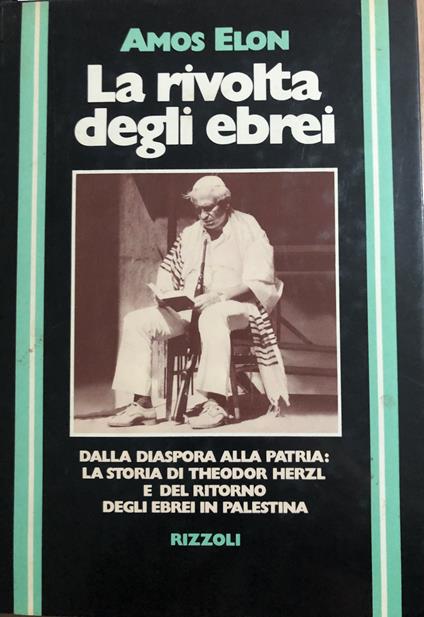 AMOS ELON
La rivolta
degli ebrei
DALLA DIASPORA ALLA PATRIA:
LA STORIA DI THEODOR HERZL
E DEL RITORNO
DEGLI EBREI IN PALESTINA
RIZZOLI